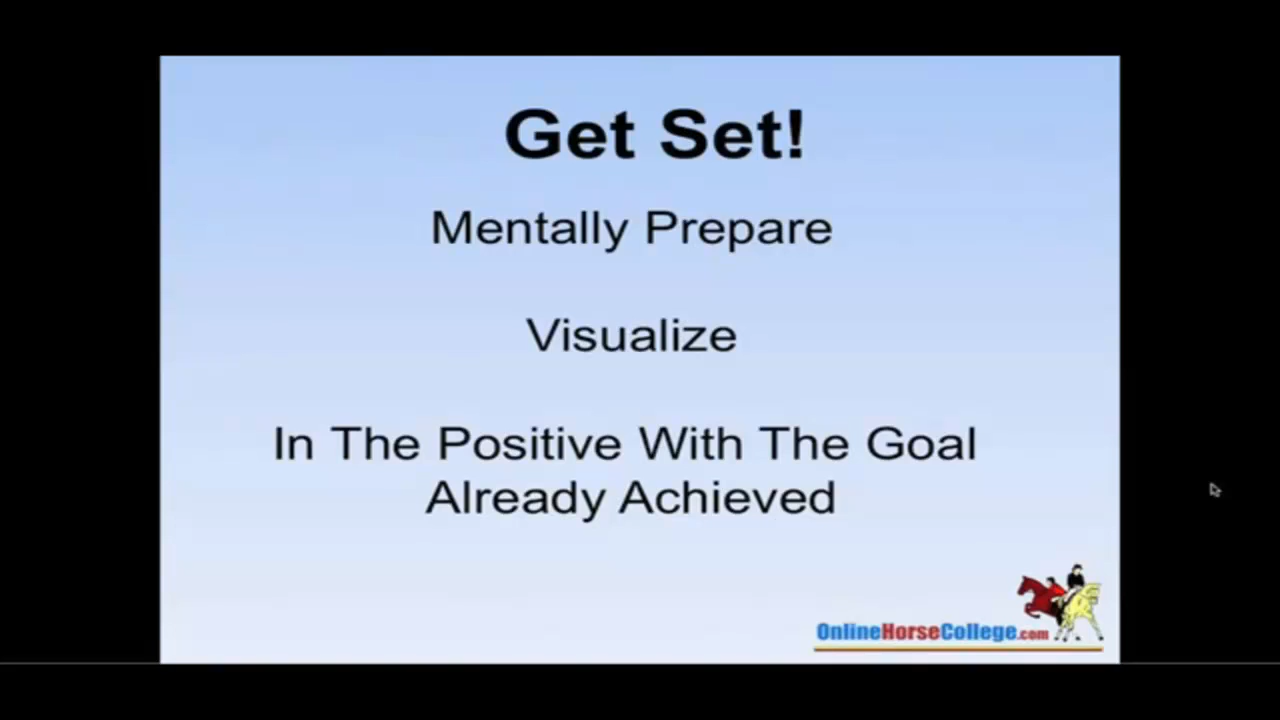 Get Set!
Mentally Prepare
Visualize
In The Positive With The Goal
Already Achieved
OnlineHorseCollege.com